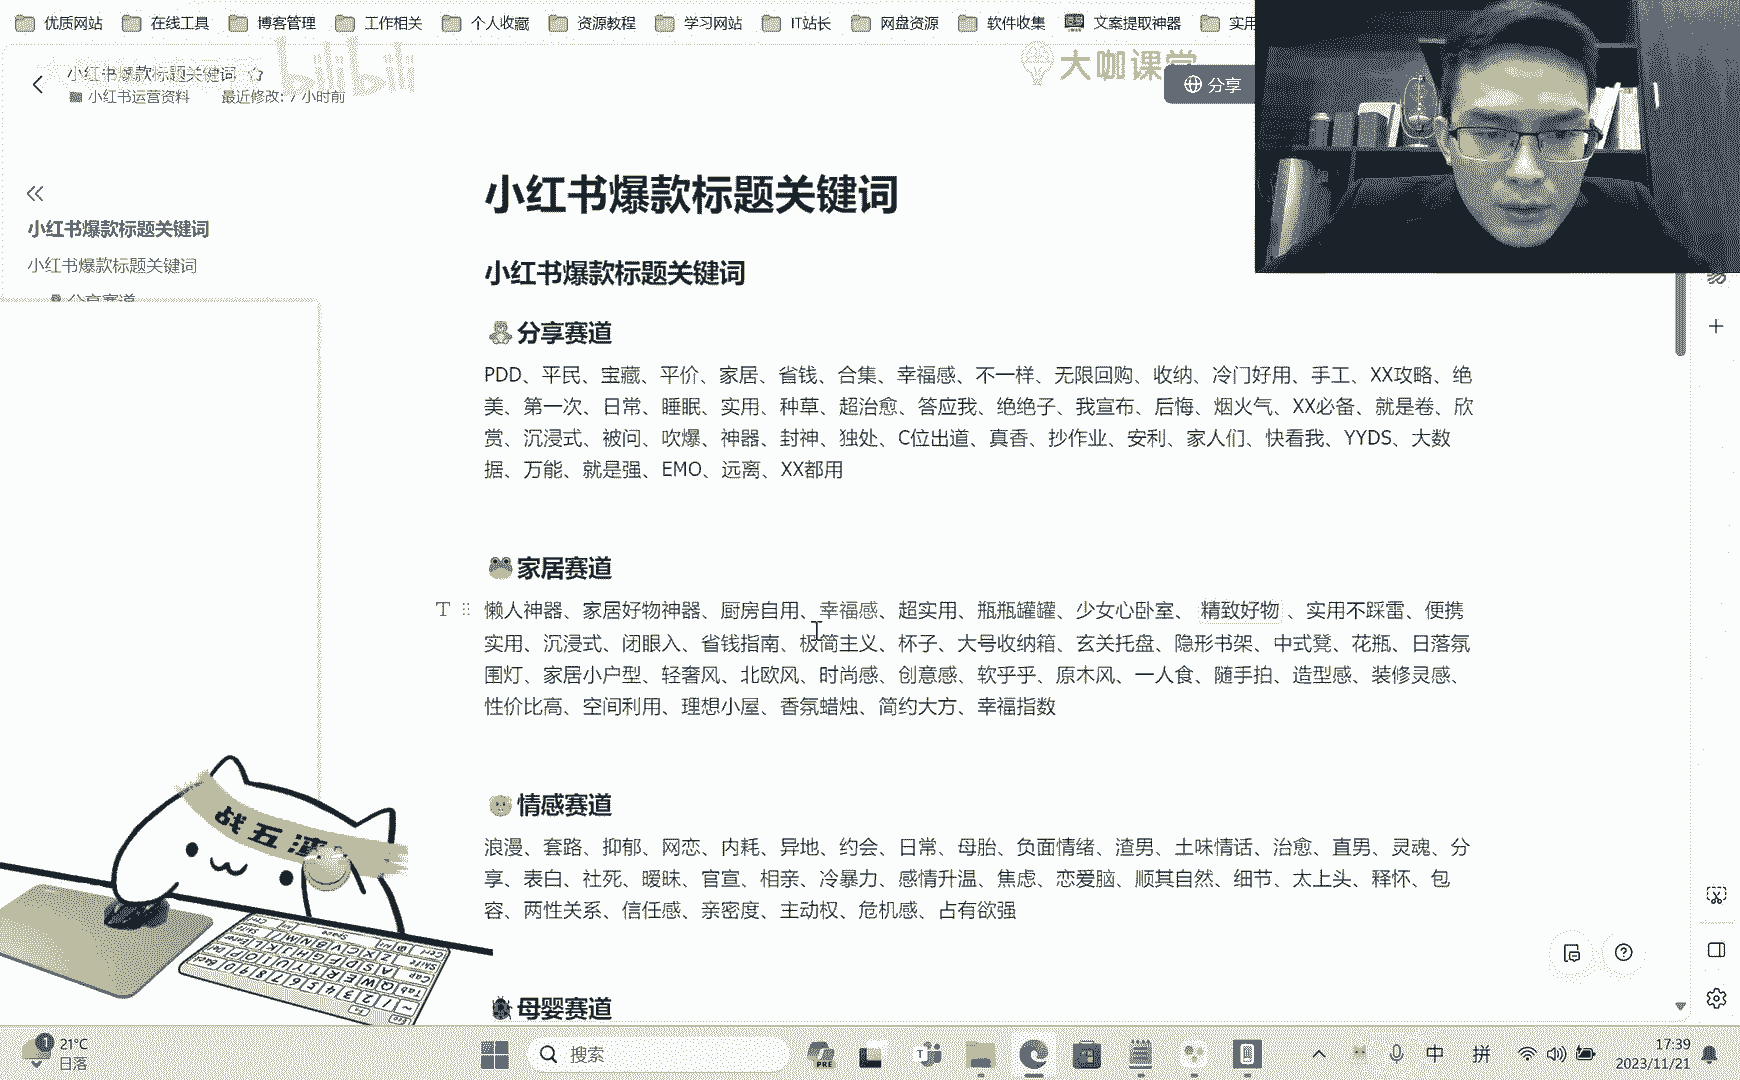 优质网站 在线工具 博客管理 工作相关 个人收藏 资源教程 学习网站 IT站长 网盘资源 软件收集 文案提取神器 实用
小红书爆款标题关键词
bilibili
大咖课堂
分享
小红书运营资料 最近修改: 7 小时前
小红书爆款标题关键词
小红书爆款标题关键词
小红书爆款标题关键词
分享赛道
小红书爆款标题关键词
分享赛道
PDD、平民、宝藏、平价、家居、省钱、合集、幸福感、不一样、无限回购、收纳、冷门好用、手工、XX攻略、绝
美、第一次、日常、睡眠、实用、种草、超治愈、答应我、绝绝子、我宣布、后悔、烟火气、XX必备、就是卷、欣
赏、沉浸式、被问、吹爆、神器、封神、独处、C位出道、真香、抄作业、安利、家人们、快看我、YYDS、大数
据、万能、就是强、EMO、远离、XX都用
家居赛道
懒人神器、家居好物神器、厨房自用、幸福感、超实用、瓶瓶罐罐、少女心卧室、 精致好物 、实用不踩雷、便携
实用、沉浸式、闭眼入、省钱指南、极简主义、杯子、大号收纳箱、玄关托盘、隐形书架、中式凳、花瓶、日落氛
围灯、家居小户型、轻奢风、北欧风、时尚感、创意感、软乎乎、原木风、一人食、随手拍、造型感、装修灵感、
性价比高、空间利用、理想小屋、香氛蜡烛、简约大方、幸福指数
情感赛道
浪漫、套路、抑郁、网恋、内耗、异地、约会、日常、母胎、负面情绪、渣男、土味情话、治愈、直男、灵魂、分
享、表白、社死、暧昧、官宣、相亲、冷暴力、感情升温、焦虑、恋爱脑、顺其自然、细节、太上头、释怀、包
容、两性关系、信任感、亲密度、主动权、危机感、占有欲强
母婴赛道
战五渣
1
21°C
日落
搜索
PRE
中
拼
17:39
2023/11/21